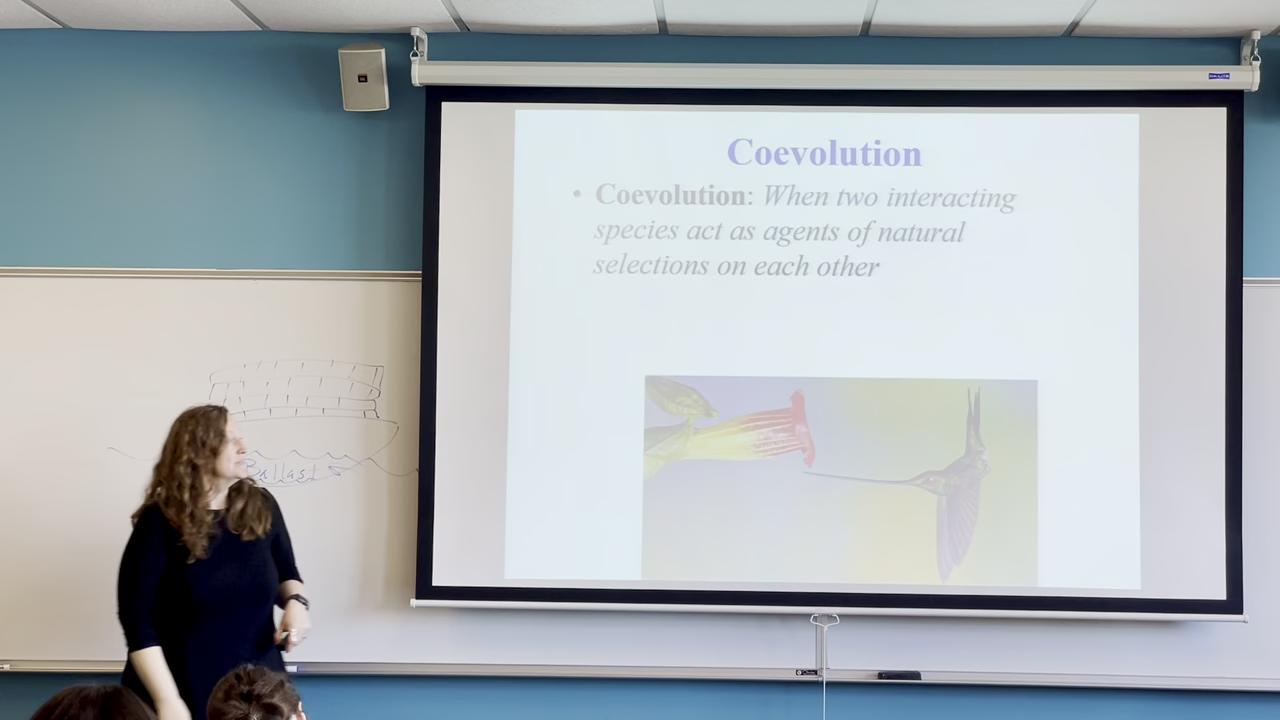 Coevolution
• Coevolution: When two interacting
species act as agents of natural
selections on each other
Ballast